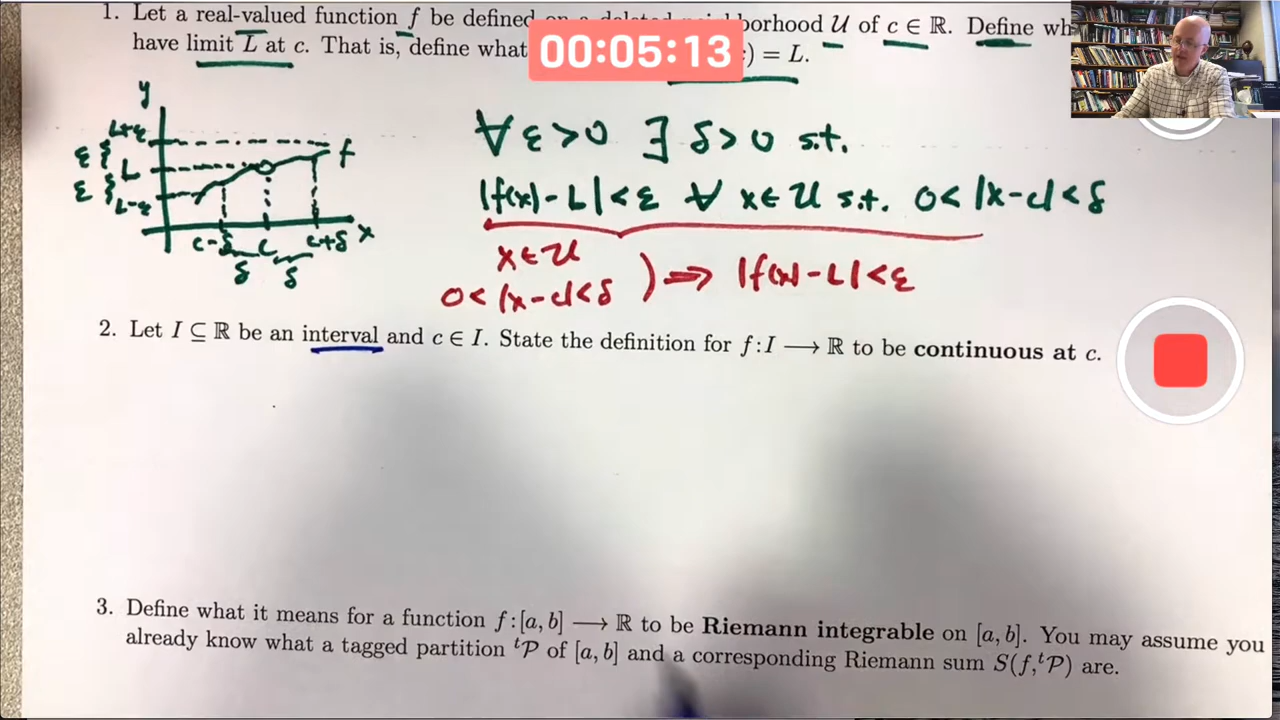 1. Let a real-valued function f be defined on a deleted neighborhood U of c ∈ ℝ. Define wh
have limit L at c. That is, define what
) = L.
00:05:13
y
L+ε
ε
L
ε
L-ε
f
c-δ c c+δ x
δ δ
∀ ε>0 ∃ δ>0 s.t.
|f(x)-L|<ε ∀ x∈U s.t. 0<|x-c|<δ
x∈U
0<|x-c|<δ ) ⇒ |f(x)-L|<ε
2. Let I ⊆ ℝ be an interval and c ∈ I. State the definition for f: I ⟶ ℝ to be continuous at c.
3. Define what it means for a function f: [a, b] ⟶ ℝ to be Riemann integrable on [a, b]. You may assume you
already know what a tagged partition ᵗP of [a, b] and a corresponding Riemann sum S(f, ᵗP) are.